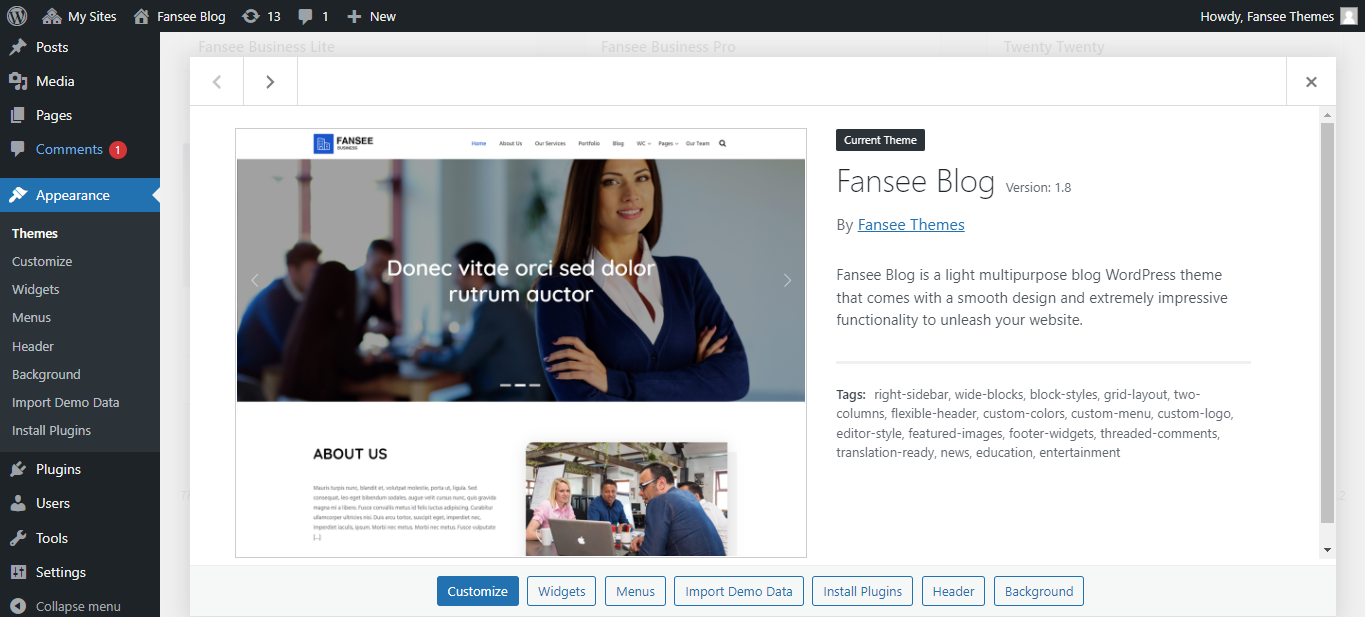 My Sites
Fansee Blog
13
1
New
Howdy, Fansee Themes
Posts
Media
Pages
Comments 1
Appearance
Themes
Customize
Widgets
Menus
Header
Background
Import Demo Data
Install Plugins
Plugins
Users
Tools
Settings
Collapse menu
Fansee Business Lite
Fansee Business Pro
Twenty Twenty
FANSEE
BUSINESS
Home
About Us
Our Services
Portfolio
Blog
WC
Pages
Our Team
Donec vitae orci sed dolor
rutrum auctor
ABOUT US
Mauris turpis nunc, blandit et, volutpat molestie, porta ut, ligula. Sed
consequat, leo eget bibendum sodales, augue velit cursus nunc, quis gravida
magna mi a libero. Fusce convallis metus id felis luctus adipiscing. Curabitur
ullamcorper ultricies nisi. Duis arcu tortor, suscipit eget, imperdiet nec,
imperdiet iaculis, ipsum. Morbi nec metus. Morbi nec metus. Fusce vulputate
[...]
Current Theme
Fansee Blog Version: 1.8
By Fansee Themes
Fansee Blog is a light multipurpose blog WordPress theme
that comes with a smooth design and extremely impressive
functionality to unleash your website.
Tags: right-sidebar, wide-blocks, block-styles, grid-layout, two-
columns, flexible-header, custom-colors, custom-menu, custom-logo,
editor-style, featured-images, footer-widgets, threaded-comments,
translation-ready, news, education, entertainment
Customize
Widgets
Menus
Import Demo Data
Install Plugins
Header
Background